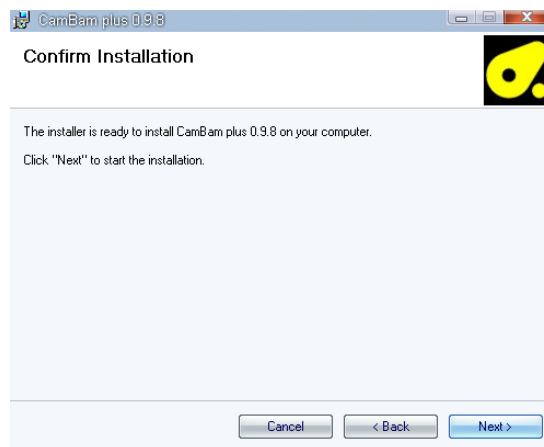 CamBam plus 0.9.8
Confirm Installation
The installer is ready to install CamBam plus 0.9.8 on your computer.
Click "Next" to start the installation.
Cancel
< Back
Next >